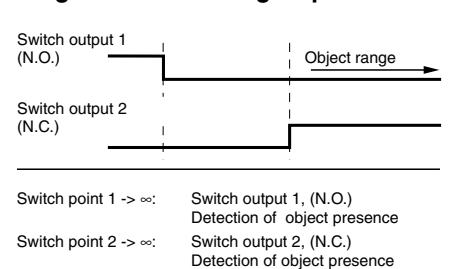 Switch output 1
(N.O.)
Object range
Switch output 2
(N.C.)
Switch point 1 -> ∞: Switch output 1, (N.O.)
Detection of object presence
Switch point 2 -> ∞: Switch output 2, (N.C.)
Detection of object presence